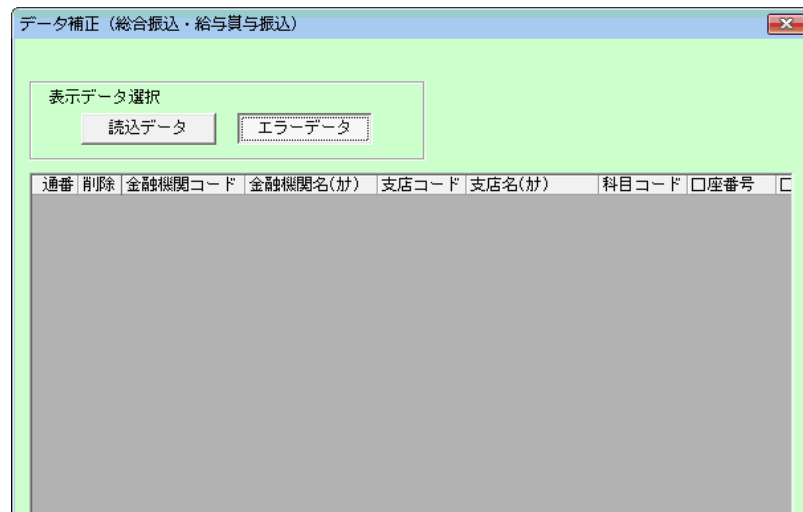 データ補正（総合振込・給与賞与振込）
表示データ選択
読込データ エラーデータ
通番 削除 金融機関コード 金融機関名(ｶﾅ) 支店コード 支店名(ｶﾅ) 科目コード 口座番号 口